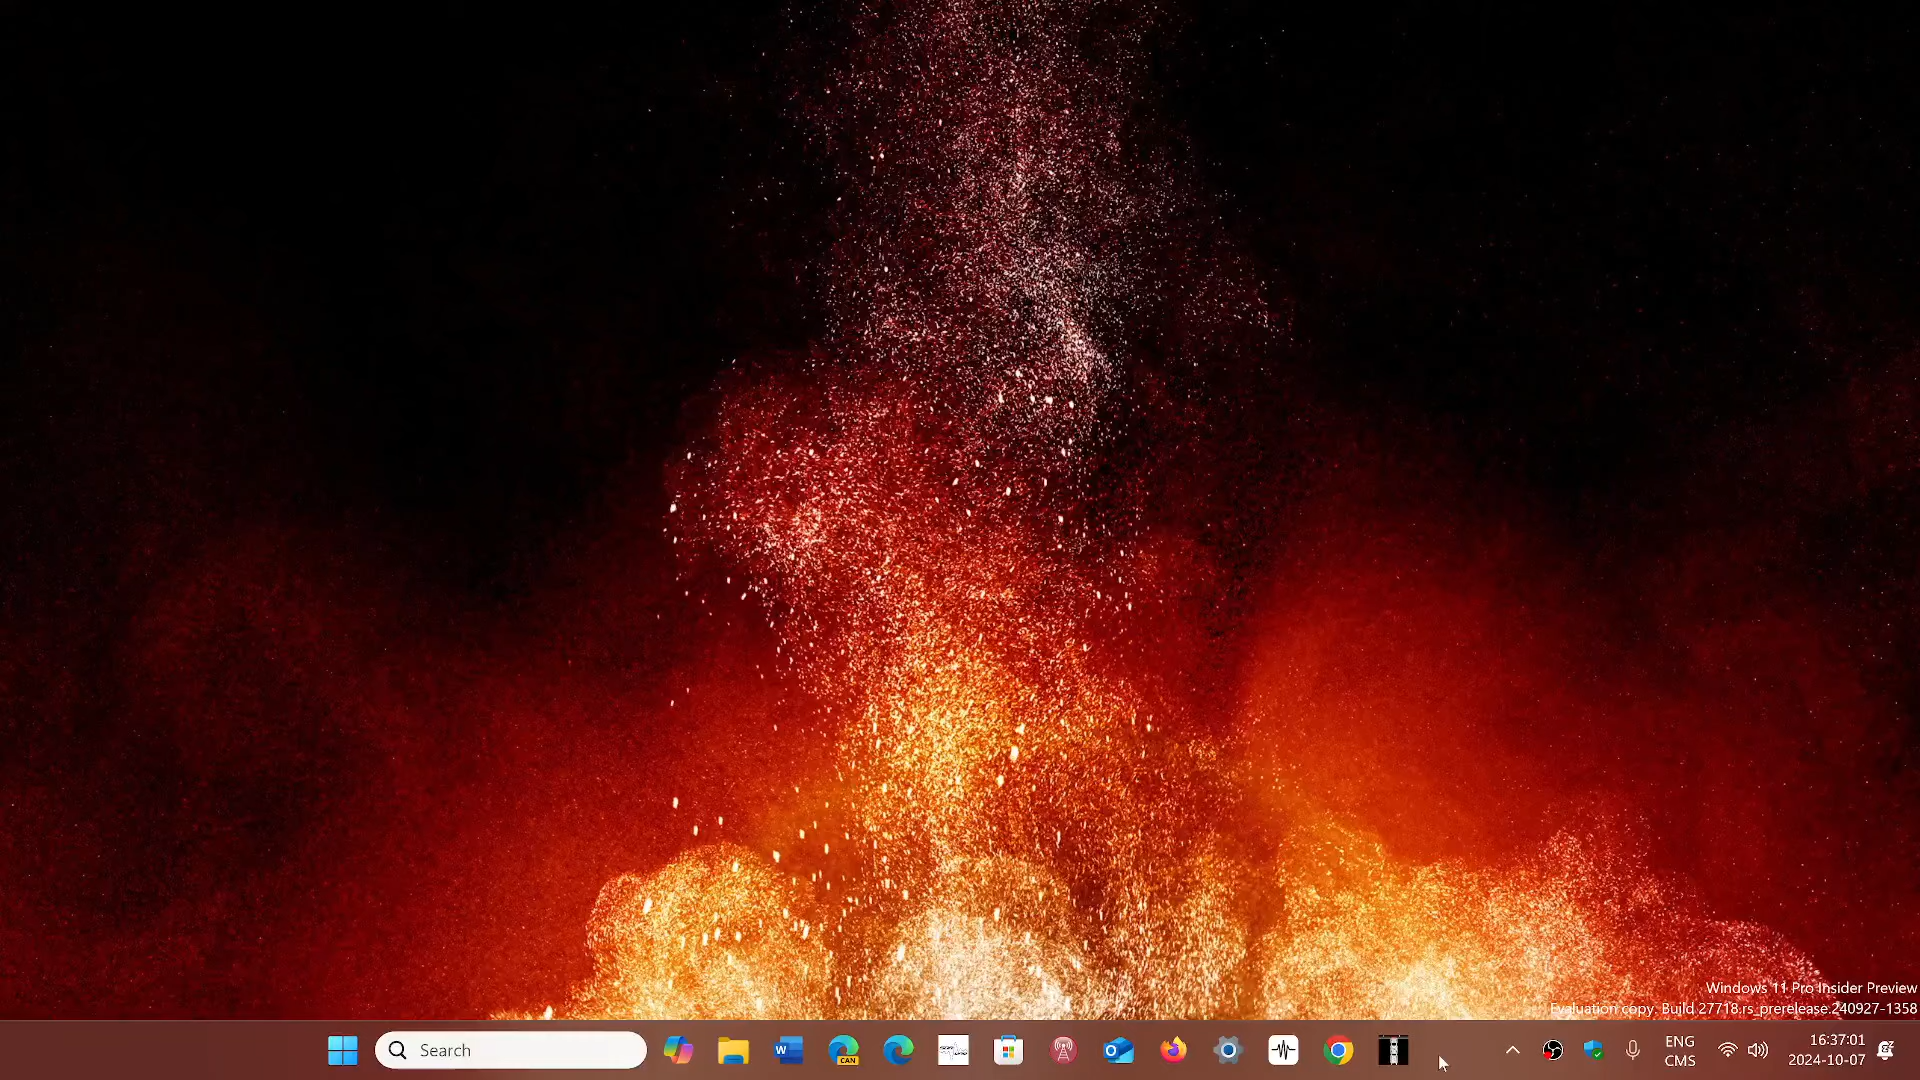 Windows 11 Pro Insider Preview
Evaluation copy. Build 27718.rs_prerelease.240927-1358
Search
W
CAN
ENG
CMS
16:37:01
2024-10-07